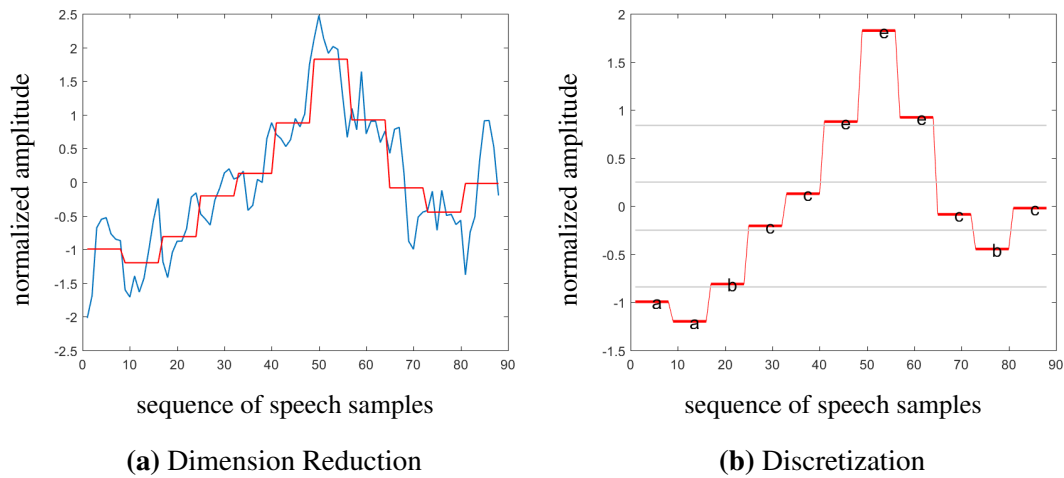 normalized amplitude
2.5
2
1.5
1
0.5
0
-0.5
-1
-1.5
-2
-2.5
0 10 20 30 40 50 60 70 80 90
sequence of speech samples
(a) Dimension Reduction
normalized amplitude
2
1.5
1
0.5
0
-0.5
-1
-1.5
a a b c c e e e c b c
0 10 20 30 40 50 60 70 80 90
sequence of speech samples
(b) Discretization